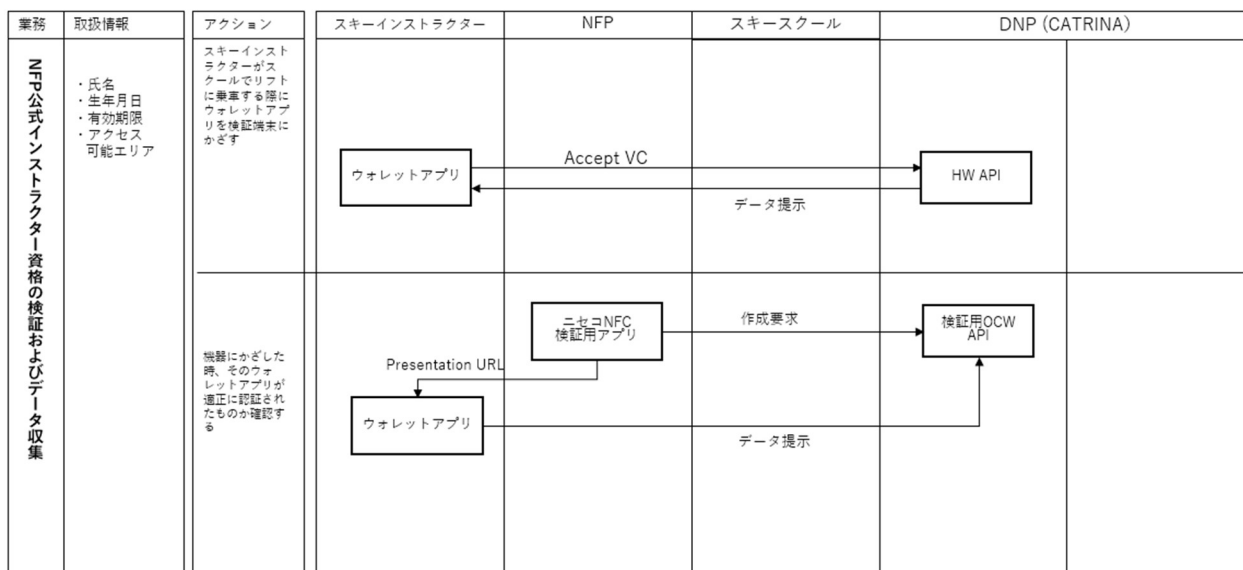 業務
取扱情報
アクション
スキーインストラクター
NFP
スキースクール
DNP (CATRINA)
NFP公式インストラクター資格の検証およびデータ収集
・氏名
・生年月日
・有効期限
・アクセス
可能エリア
スキーインスト
ラクターがス
クールでリフト
に乗車する際に
ウォレットアプ
リを検証端末に
かざす
ウォレットアプリ
Accept VC
HW API
データ提示
機器にかざした
時、そのウォ
レットアプリが
適正に認証され
たものか確認す
る
ニセコNFC
検証用アプリ
作成要求
検証用OCW
API
Presentation URL
ウォレットアプリ
データ提示